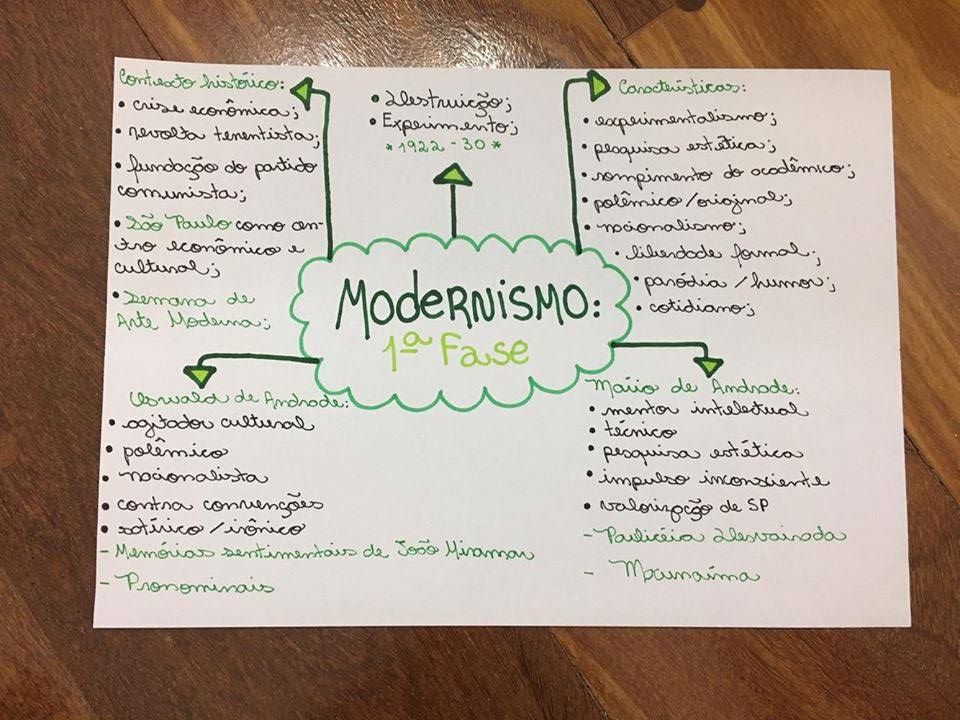 Contexto histórico:
• crise econômica;
• revolta tenentista;
• fundação do partido
comunista;
• São Paulo como cen-
tro econômico e
cultural;
• Semana de
Arte Moderna;
• Destruição;
• Experimento;
*1922-30*
Características:
• experimentalismo;
• pesquisa estética;
• rompimento do acadêmico;
• polêmico/original;
• nacionalismo;
• liberdade formal;
• paródia/humor;
• cotidiano;
MODERNISMO:
1ª Fase
Oswald de Andrade:
• agitador cultural
• polêmico
• nacionalista
• contra convenções
• satírico/irônico
- Memórias sentimentais de João Miramar
- Pronominais
Mário de Andrade:
• mentor intelectual
• técnico
• pesquisa estética
• impulso inconsciente
• valorização de SP
- Paulicéia Desvairada
- Macunaíma